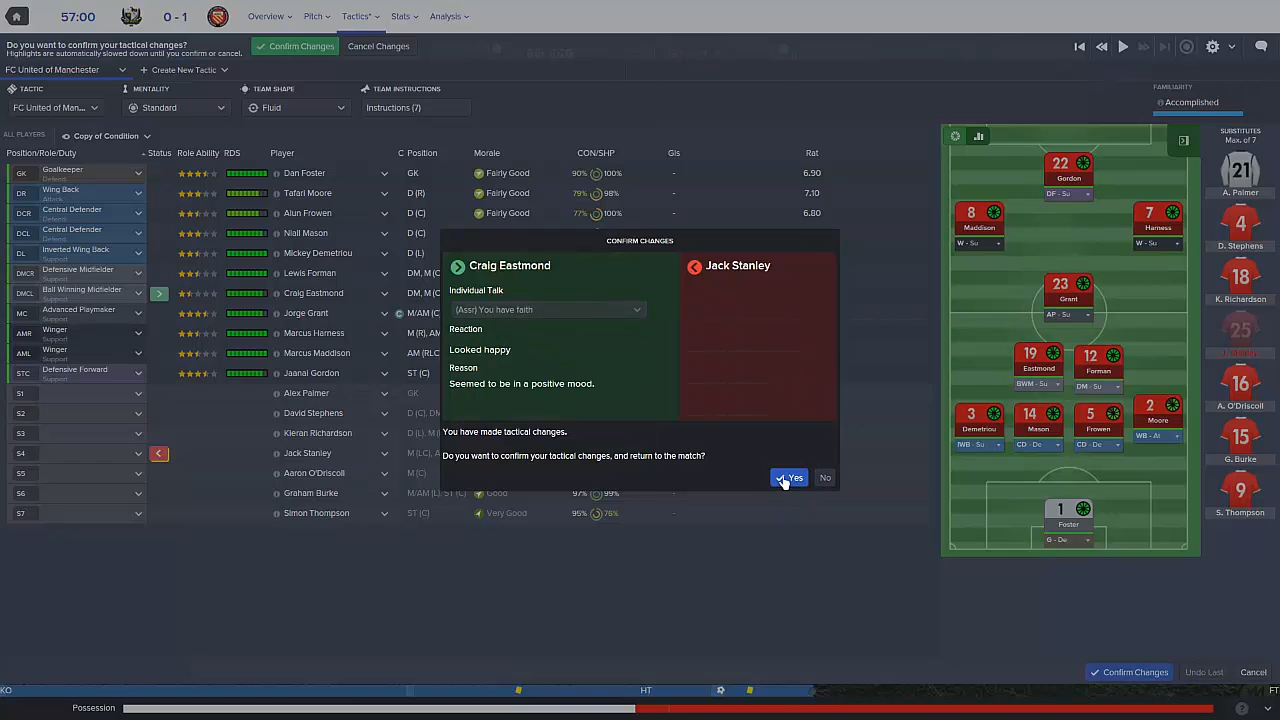 57:00 0 - 1 Overview Pitch Tactics* Stats Analysis
Do you want to confirm your tactical changes?
Highlights are automatically slowed down until you confirm or cancel.
Confirm Changes Cancel Changes
FC United of Manchester + Create New Tactic
TACTIC MENTALITY TEAM SHAPE TEAM INSTRUCTIONS FAMILIARITY
FC United of Man... Standard Fluid Instructions (7) Accomplished
ALL PLAYERS Copy of Condition
Position/Role/Duty Status Role Ability RDS Player C Position Morale CON/SHP Gls Rat
GK Goalkeeper Defend Dan Foster GK Fairly Good 90% 100% - 6.90
DR Wing Back Attack Tafari Moore D (R) Fairly Good 79% 98% - 7.10
DCR Central Defender Defend Alun Frowen D (C) Fairly Good 77% 100% - 6.80
DCL Central Defender Defend Niall Mason D (C)
DL Inverted Wing Back Support Mickey Demetriou D (L)
DMCR Defensive Midfielder Support Lewis Forman DM, M (C
DMCL Ball Winning Midfielder Support Craig Eastmond DM, M (C
MC Advanced Playmaker Support Jorge Grant C M/AM (C
AMR Winger Support Marcus Harness M (R), AM
AML Winger Support Marcus Maddison AM (RLC
STC Defensive Forward Support Jaanai Gordon ST (C)
S1 Alex Palmer GK
S2 David Stephens D (C), DM
S3 Kieran Richardson D (L), M (
S4 Jack Stanley M (LC), A
S5 Aaron O'Driscoll M (C)
S6 Graham Burke M/AM (L), ST (C) Good 97% 99% -
S7 Simon Thompson ST (C) Very Good 95% 76% -
CONFIRM CHANGES
Craig Eastmond Jack Stanley
Individual Talk
(Assr) You have faith
Reaction
Looked happy
Reason
Seemed to be in a positive mood.
You have made tactical changes.
Do you want to confirm your tactical changes, and return to the match?
Yes No
22
Gordon
DF - Su
8 7
Maddison Harness
W - Su W - Su
23
Grant
AP - Su
19 12
Eastmond Forman
BWM - Su DM - Su
3 14 5 2
Demetriou Mason Frowen Moore
IWB - Su CD - De CD - De WB - At
1
Foster
G - De
SUBSTITUTES
Max. of 7
21
A. Palmer
4
D. Stephens
18
K. Richardson
25
16
A. O'Driscoll
15
G. Burke
9
S. Thompson
Confirm Changes Undo Last Cancel
KO HT FT
Possession